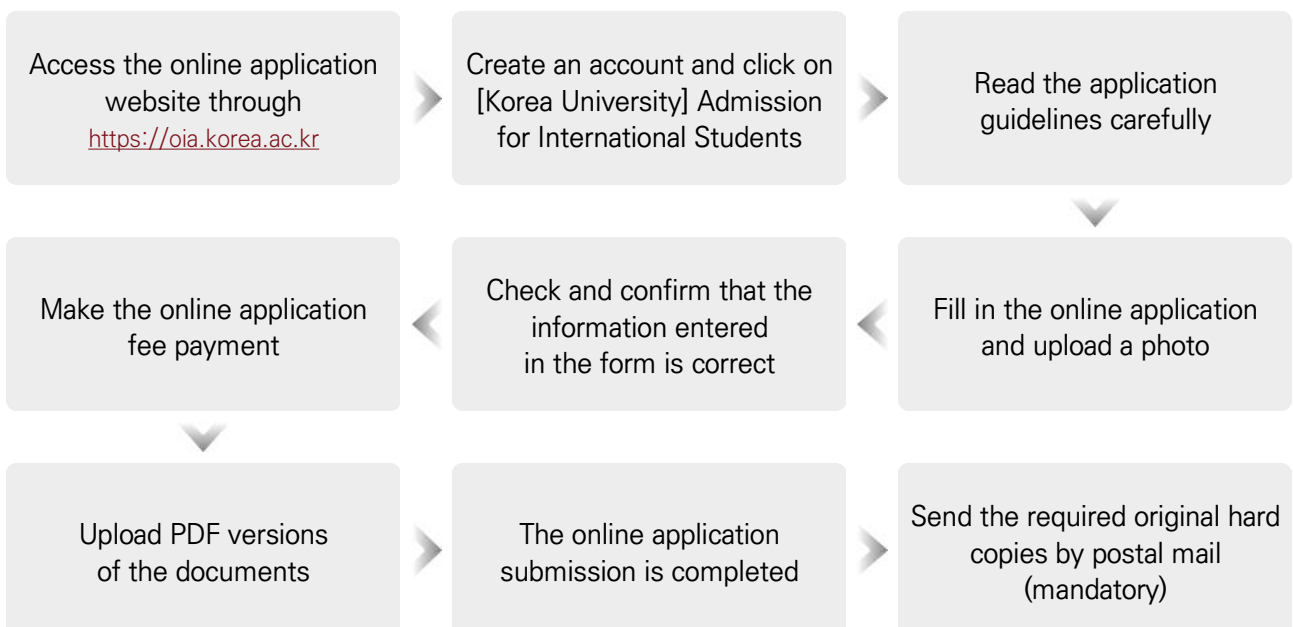 Access the online application
website through
https://oia.korea.ac.kr
Create an account and click on
[Korea University] Admission
for International Students
Read the application
guidelines carefully
Fill in the online application
and upload a photo
Check and confirm that the
information entered
in the form is correct
Make the online application
fee payment
Upload PDF versions
of the documents
The online application
submission is completed
Send the required original hard
copies by postal mail
(mandatory)